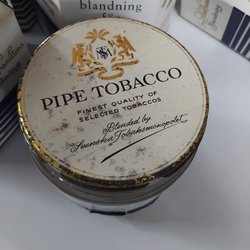 blandning
PIPE TOBACCO
FINEST QUALITY OF
SELECTED TOBACCOS
Blended by
Svenska Tobaksmonopolet